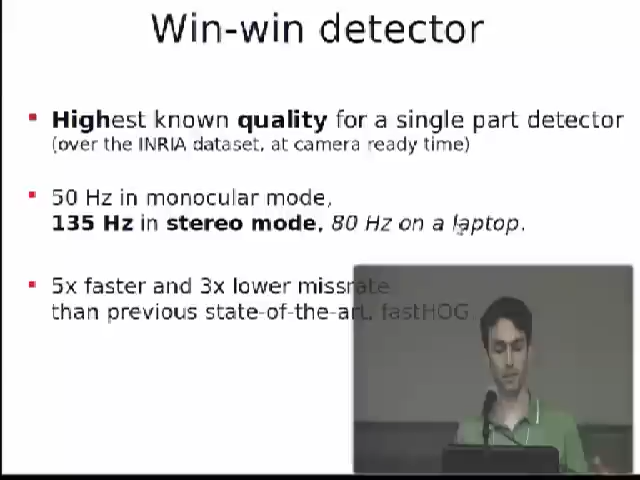 Win-win detector
Highest known quality for a single part detector
(over the INRIA dataset, at camera ready time)
50 Hz in monocular mode,
135 Hz in stereo mode, 80 Hz on a laptop.
5x faster and 3x lower missrate
than previous state-of-the-art, fastHOG